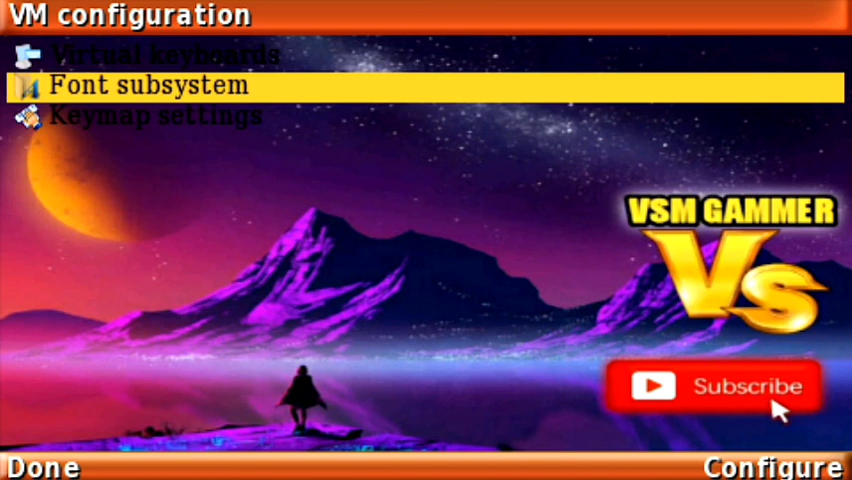 VM configuration
Virtual keyboards
Font subsystem
Keymap settings
VSM GAMMER
Vs
Subscribe
Done
Configure